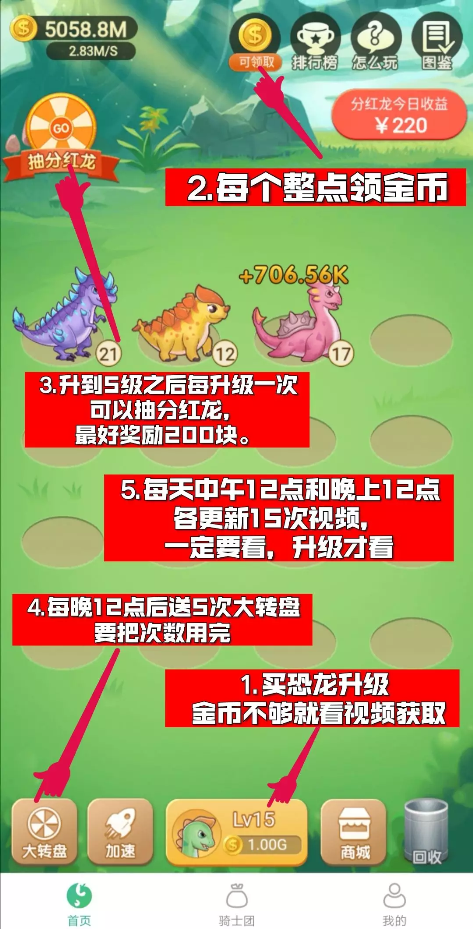 5058.8M
2.83M/S
可领取
排行榜
怎么玩
图鉴
GO
抽分红龙
分红龙今日收益
￥220
2.每个整点领金币
+706.56K
21
12
17
3.升到5级之后每升级一次
可以抽分红龙，
最好奖励200块。
5.每天中午12点和晚上12点
各更新15次视频，
一定要看，升级才看
4.每晚12点后送5次大转盘
要把次数用完
1.买恐龙升级
金币不够就看视频获取
大转盘
加速
Lv15
1.00G
商城
回收
首页
骑士团
我的